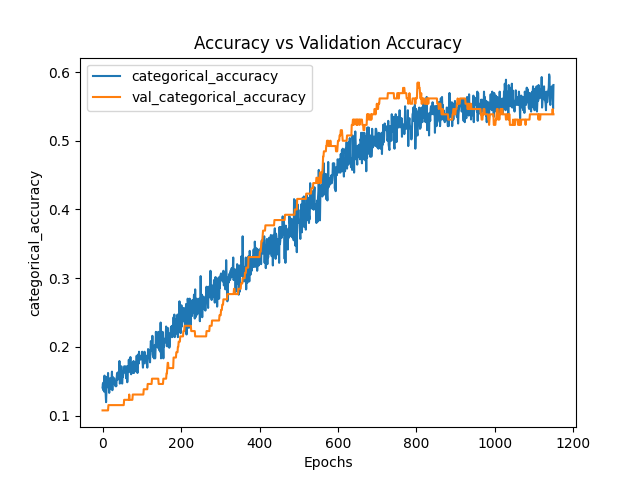 Accuracy vs Validation Accuracy
categorical_accuracy
val_categorical_accuracy
categorical_accuracy
0.6
0.5
0.4
0.3
0.2
0.1
0 200 400 600 800 1000 1200
Epochs